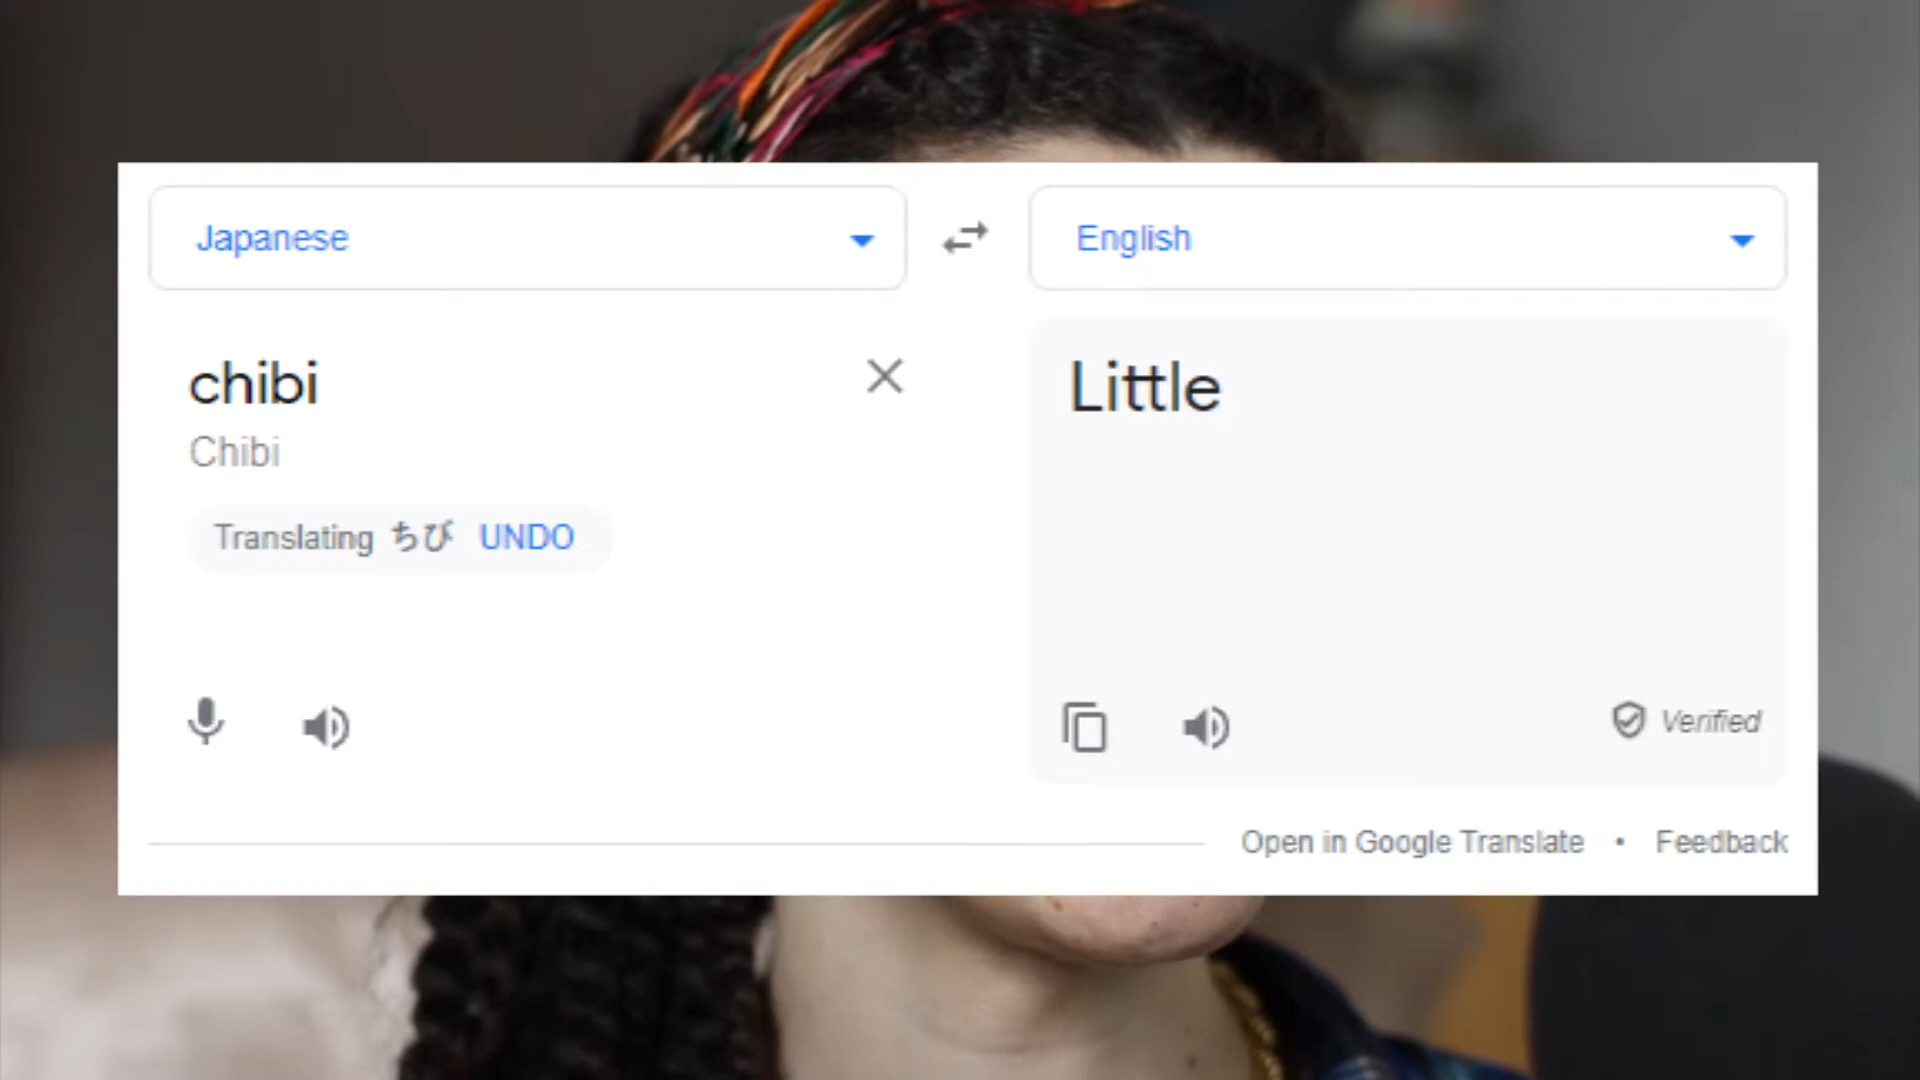 Japanese
English
chibi
Chibi
Translating ちび UNDO
Little
Verified
Open in Google Translate • Feedback